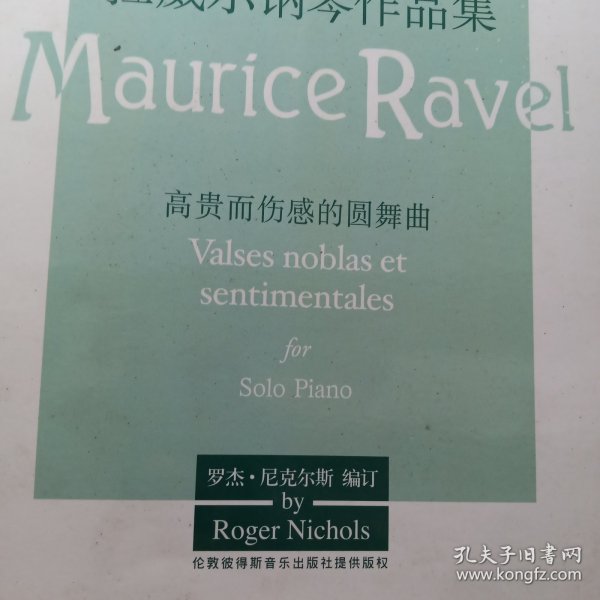 拉威尔钢琴作品集
Maurice Ravel
高贵而伤感的圆舞曲
Valses noblas et
sentimentales
for
Solo Piano
罗杰·尼克尔斯 编订
by
Roger Nichols
伦敦彼得斯音乐出版社提供版权
孔夫子旧书网
www.kongfz.com